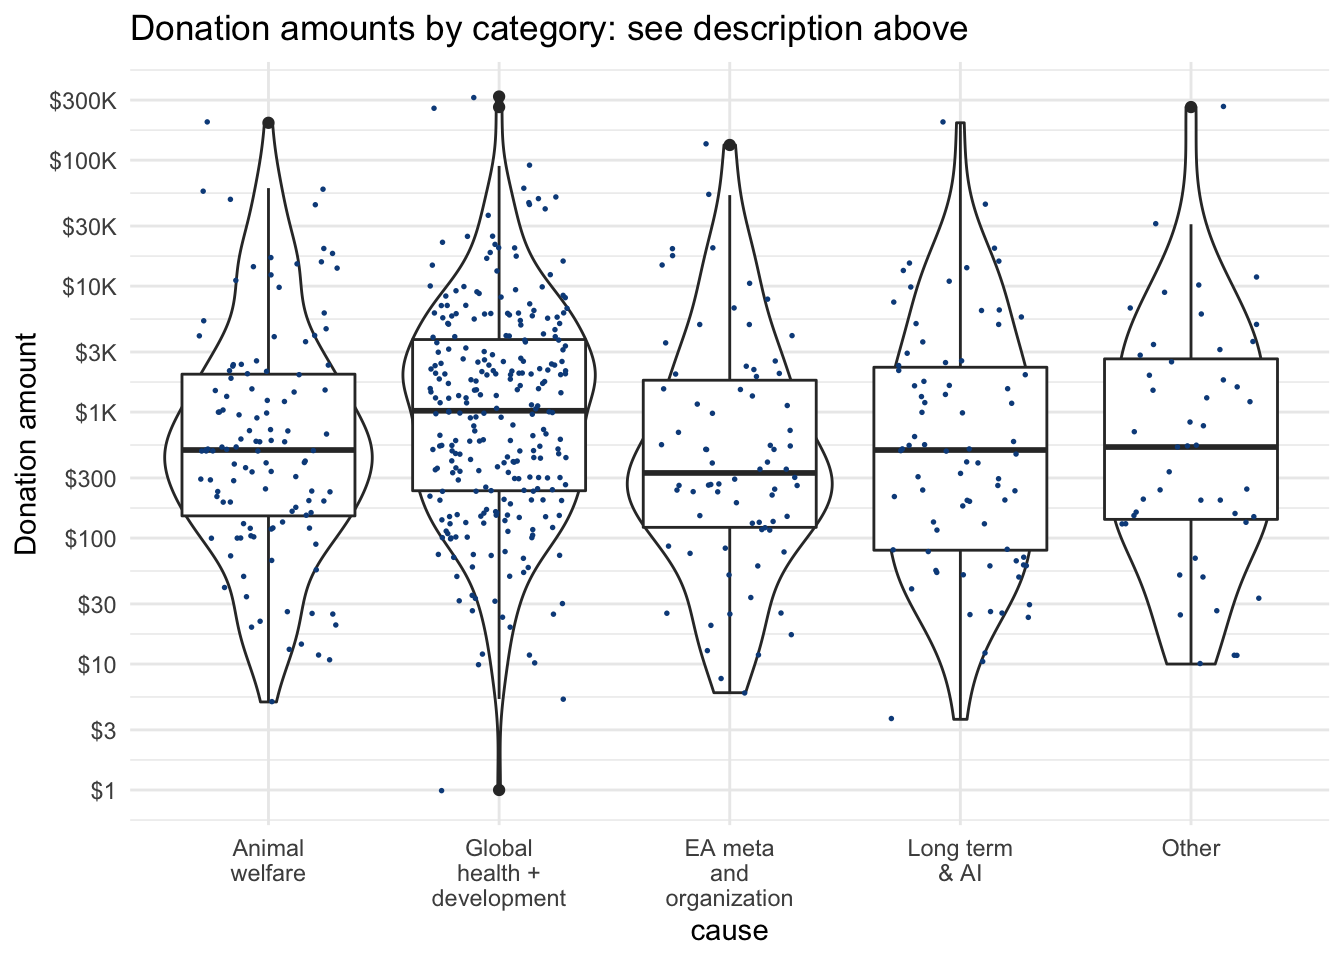 Donation amounts by category: see description above
$300K
$100K
$30K
$10K
$3K
$1K
$300
$100
$30
$10
$3
$1
Donation amount
Animal
welfare
Global
health +
development
EA meta
and
organization
Long term
& AI
Other
cause